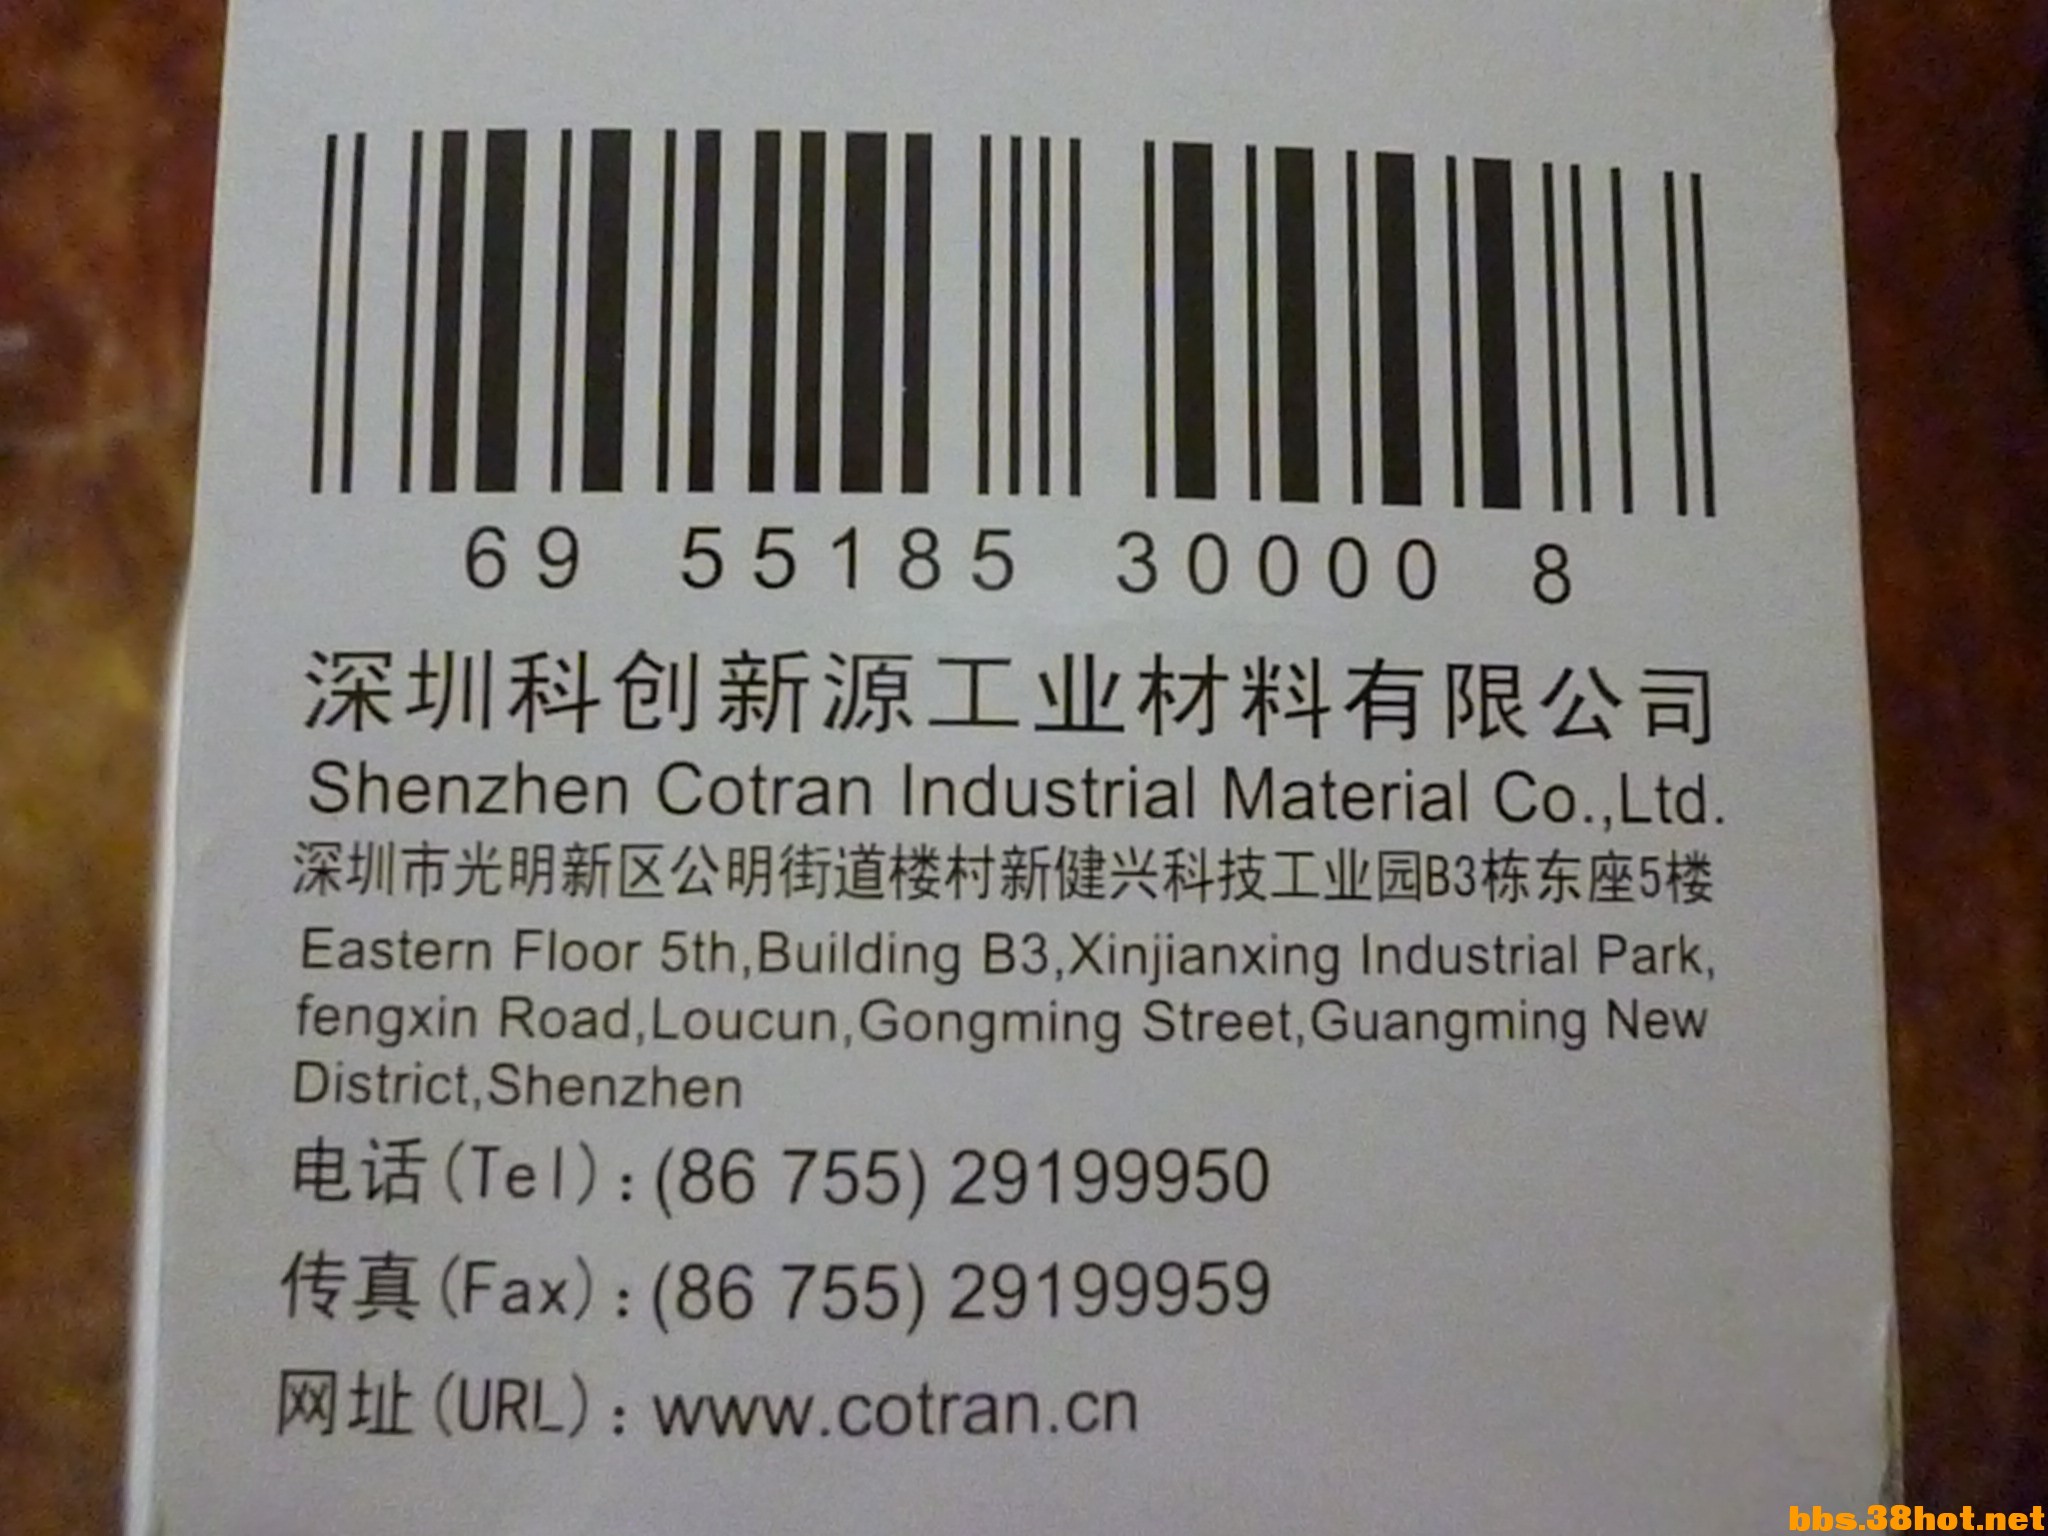 69 55185 30000 8
深圳科创新源工业材料有限公司
Shenzhen Cotran Industrial Material Co.,Ltd.
深圳市光明新区公明街道楼村新健兴科技工业园B3栋东座5楼
Eastern Floor 5th,Building B3,Xinjianxing Industrial Park,
fengxin Road,Loucun,Gongming Street,Guangming New
District,Shenzhen
电话(Tel):(86 755) 29199950
传真(Fax):(86 755) 29199959
网址(URL):www.cotran.cn
bbs.38hot.net